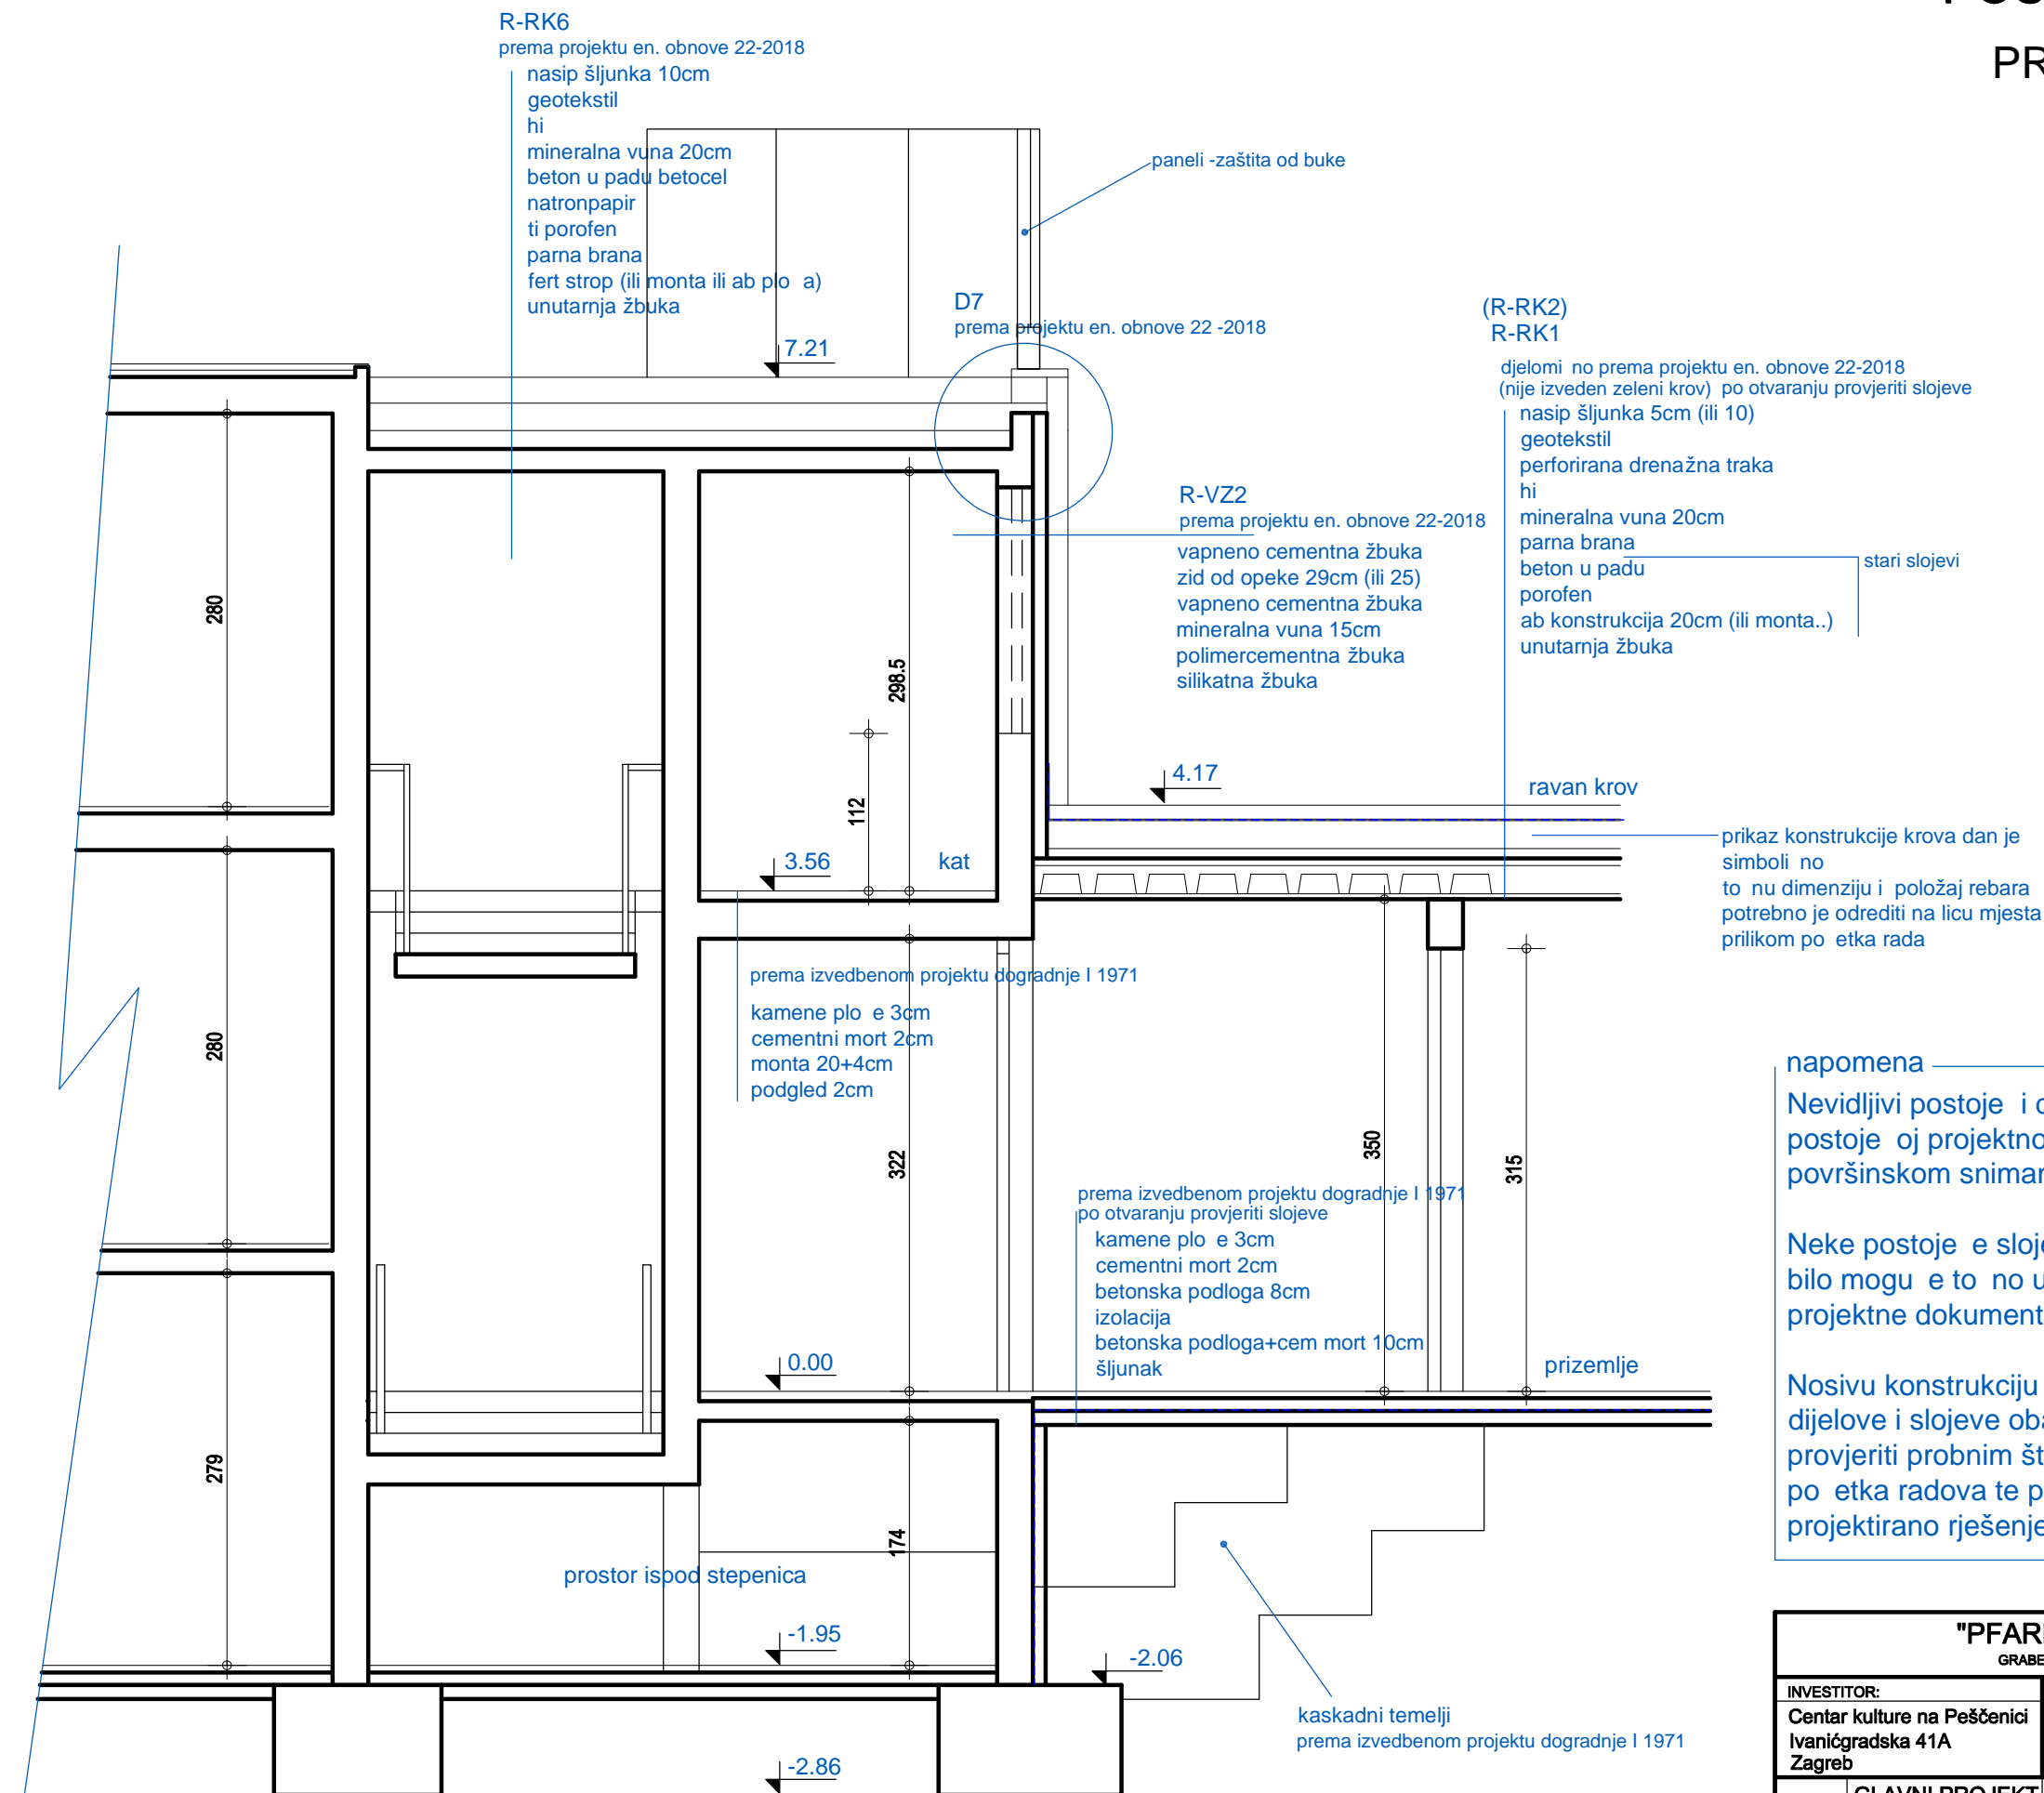 PR
R-RK6
prema projektu en. obnove 22-2018
nasip šljunka 10cm
geotekstil
hi
mineralna vuna 20cm
beton u padu betocel
natronpapir
ti porofen
parna brana
fert strop (ili monta ili ab plo a)
unutarnja žbuka
paneli -zaštita od buke
D7
prema projektu en. obnove 22 -2018
7.21
(R-RK2)
R-RK1
djelomi no prema projektu en. obnove 22-2018
(nije izveden zeleni krov) po otvaranju provjeriti slojeve
nasip šljunka 5cm (ili 10)
geotekstil
perforirana drenažna traka
hi
mineralna vuna 20cm
parna brana
beton u padu
porofen
ab konstrukcija 20cm (ili monta..)
unutarnja žbuka
stari slojevi
R-VZ2
prema projektu en. obnove 22-2018
vapneno cementna žbuka
zid od opeke 29cm (ili 25)
vapneno cementna žbuka
mineralna vuna 15cm
polimercementna žbuka
silikatna žbuka
280
298.5
112
4.17
ravan krov
3.56
kat
prikaz konstrukcije krova dan je
simboli no
to nu dimenziju i položaj rebara
potrebno je odrediti na licu mjesta
prilikom po etka rada
prema izvedbenom projektu dogradnje I 1971
kamene plo e 3cm
cementni mort 2cm
monta 20+4cm
podgled 2cm
280
322
350
315
prema izvedbenom projektu dogradnje I 1971
po otvaranju provjeriti slojeve
kamene plo e 3cm
cementni mort 2cm
betonska podloga 8cm
izolacija
betonska podloga+cem mort 10cm
šljunak
0.00
prizemlje
napomena
Nevidljivi postoje i
postoje oj projektno
površinskom snimar
Neke postoje e sloje
bilo mogu e to no u
projektne dokument
Nosivu konstrukciju
dijelove i slojeve oba
provjeriti probnim št
po etka radova te p
projektirano rješenje
279
174
prostor ispod stepenica
-1.95
-2.06
kaskadni temelji
prema izvedbenom projektu dogradnje I 1971
-2.86
"PFAR
GRABE
INVESTITOR:
Centar kulture na Peščenici
Ivanićgradska 41A
Zagreb
GLAVNI PROJEKT